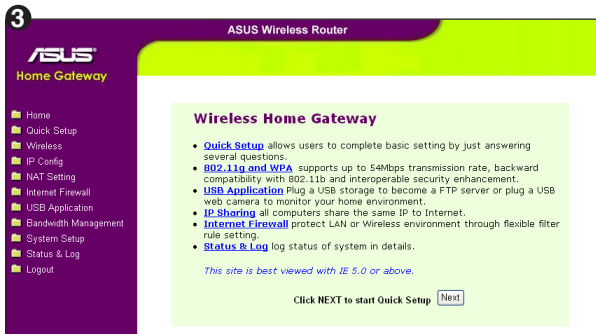 3
ASUS Wireless Router
ASUS
Home Gateway
Home
Quick Setup
Wireless
IP Config
NAT Setting
Internet Firewall
USB Application
Bandwidth Management
System Setup
Status & Log
Logout
Wireless Home Gateway
• Quick Setup allows users to complete basic setting by just answering
several questions.
• 802.11g and WPA supports up to 54Mbps transmission rate, backward
compatibility with 802.11b and interoperable security enhancement.
• USB Application Plug a USB storage to become a FTP server or plug a USB
web camera to monitor your home environment.
• IP Sharing all computers share the same IP to Internet.
• Internet Firewall protect LAN or Wireless environment through flexible filter
rule setting.
• Status & Log log status of system in details.
This site is best viewed with IE 5.0 or above.
Click NEXT to start Quick Setup Next